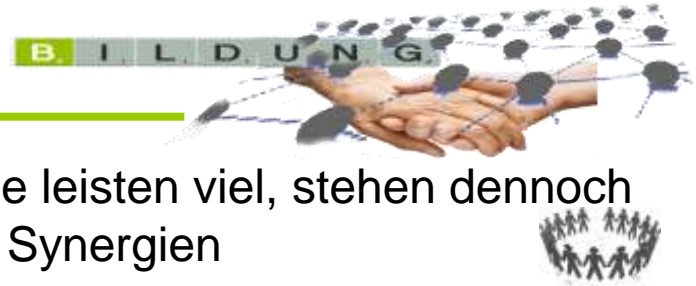 B. I. L. D. U. N. G.
e leisten viel, stehen dennoch
Synergien